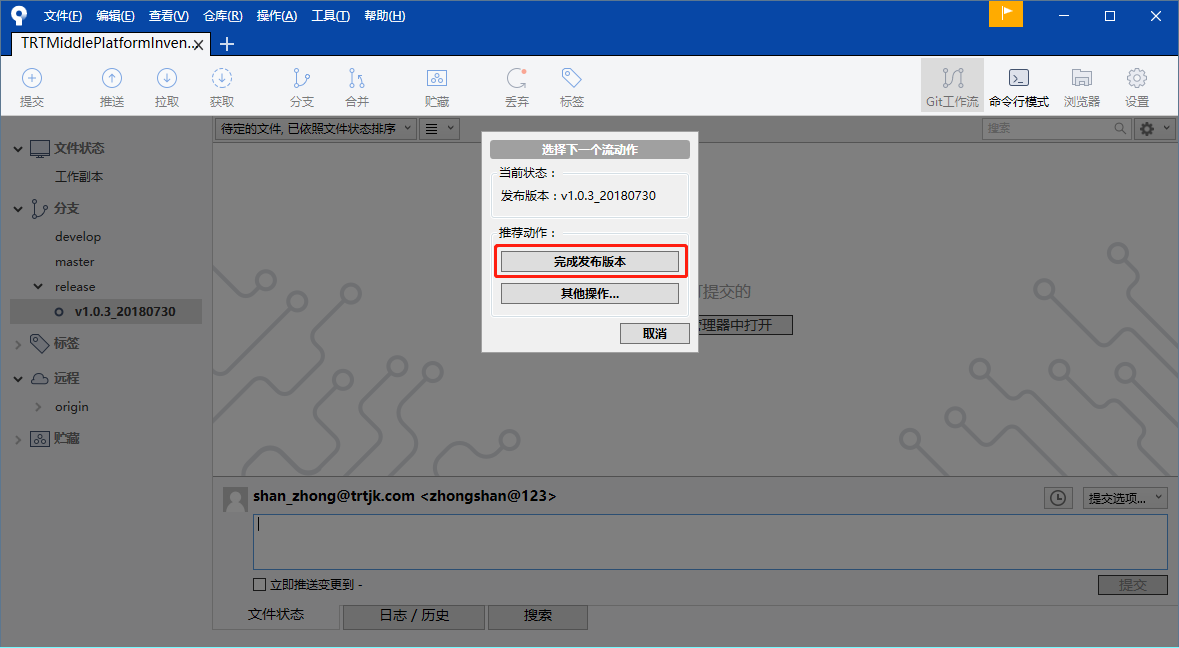 文件(F) 编辑(E) 查看(V) 仓库(R) 操作(A) 工具(T) 帮助(H)
TRTMiddlePlatformInven..
提交 推送 拉取 获取 分支 合并 贮藏 丢弃 标签 Git工作流 命令行模式 浏览器 设置
待定的文件, 已依照文件状态排序
搜索
文件状态
工作副本
分支
develop
master
release
v1.0.3_20180730
标签
远程
origin
贮藏
选择下一个流动作
当前状态：
发布版本：v1.0.3_20180730
推荐动作：
完成发布版本
其他操作...
取消
提交的
管理器中打开
shan_zhong@trtjk.com <zhongshan@123>
提交选项...
立即推送变更到 -
提交
文件状态 日志 / 历史 搜索